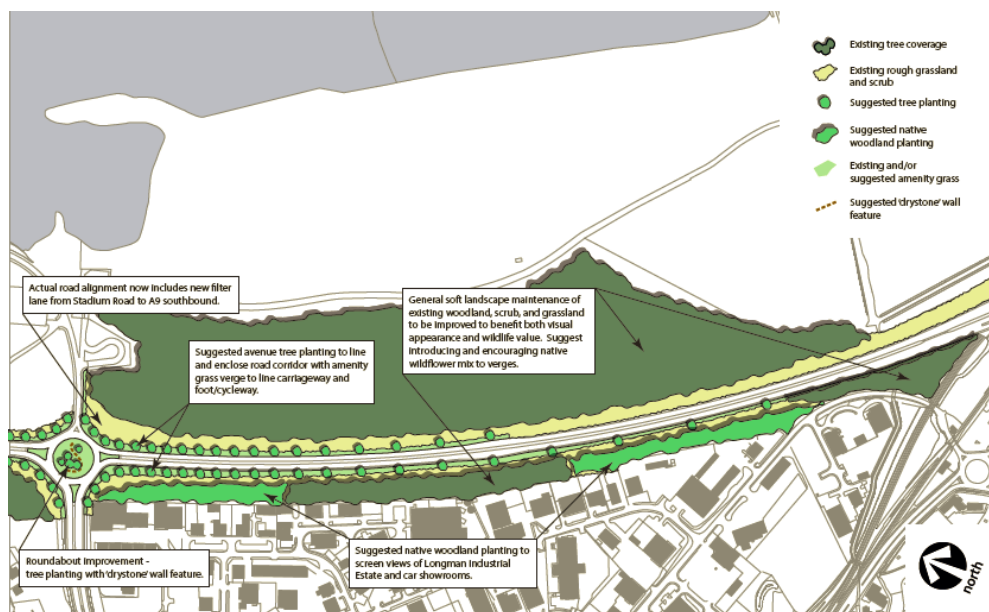 Existing tree coverage
Existing rough grassland
and scrub
Suggested tree planting
Suggested native
woodland planting
Existing and/or
suggested amenity grass
Suggested 'drystone' wall
feature
Actual road alignment now includes new filter
lane from Stadium Road to A9 southbound.
General soft landscape maintenance of
existing woodland, scrub, and grassland
to be improved to benefit both visual
appearance and wildlife value. Suggest
introducing and encouraging native
wildflower mix to verges.
Suggested avenue tree planting to line
and enclose road corridor with amenity
grass verge to line carriageway and
foot/cycleway.
Roundabout improvement -
tree planting with 'drystone' wall feature.
Suggested native woodland planting to
screen views of Longman Industrial
Estate and car showrooms.
north